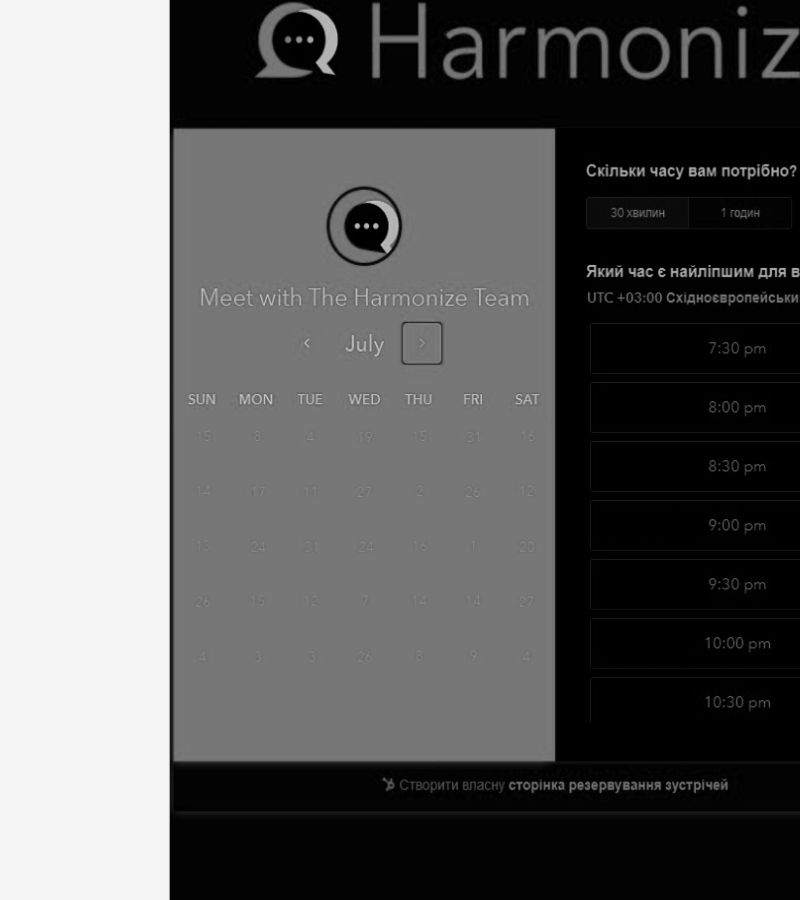 Harmoniz
Meet with The Harmonize Team
July
SUN MON TUE WED THU FRI SAT
15 8 4 19 15 31 16
14 17 11 27 2 26 12
13 24 31 24 16 1 20
26 15 12 7 14 14 27
4 3 3 26 8 9 4
Скільки часу вам потрібно?
30 хвилин 1 годин
Який час є найліпшим для в
UTC +03:00 Східноєвропейськи
7:30 pm
8:00 pm
8:30 pm
9:00 pm
9:30 pm
10:00 pm
10:30 pm
Створити власну сторінка резервування зустрічей